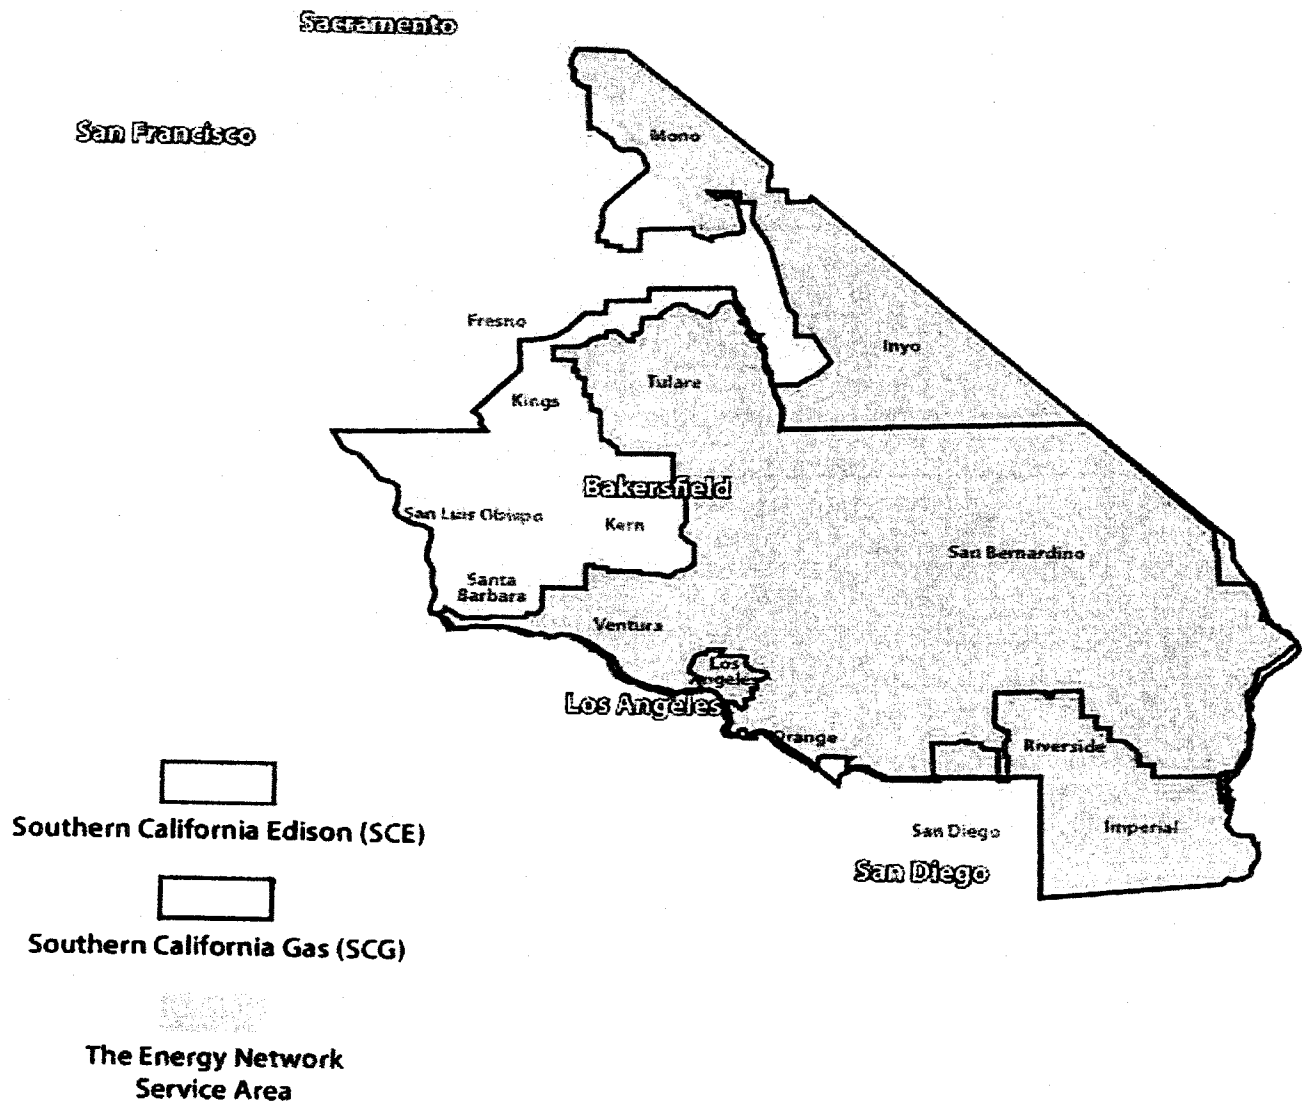 Sacramento
San Francisco
Mono
Fresno
Inyo
Tulare
Kings
Bakersfield
San Luis Obispo
Kern
San Bernardino
Santa
Barbara
Ventura
Los
Angeles
Los Angeles
Orange
Riverside
San Diego
Imperial
San Diego
Southern California Edison (SCE)
Southern California Gas (SCG)
The Energy Network
Service Area